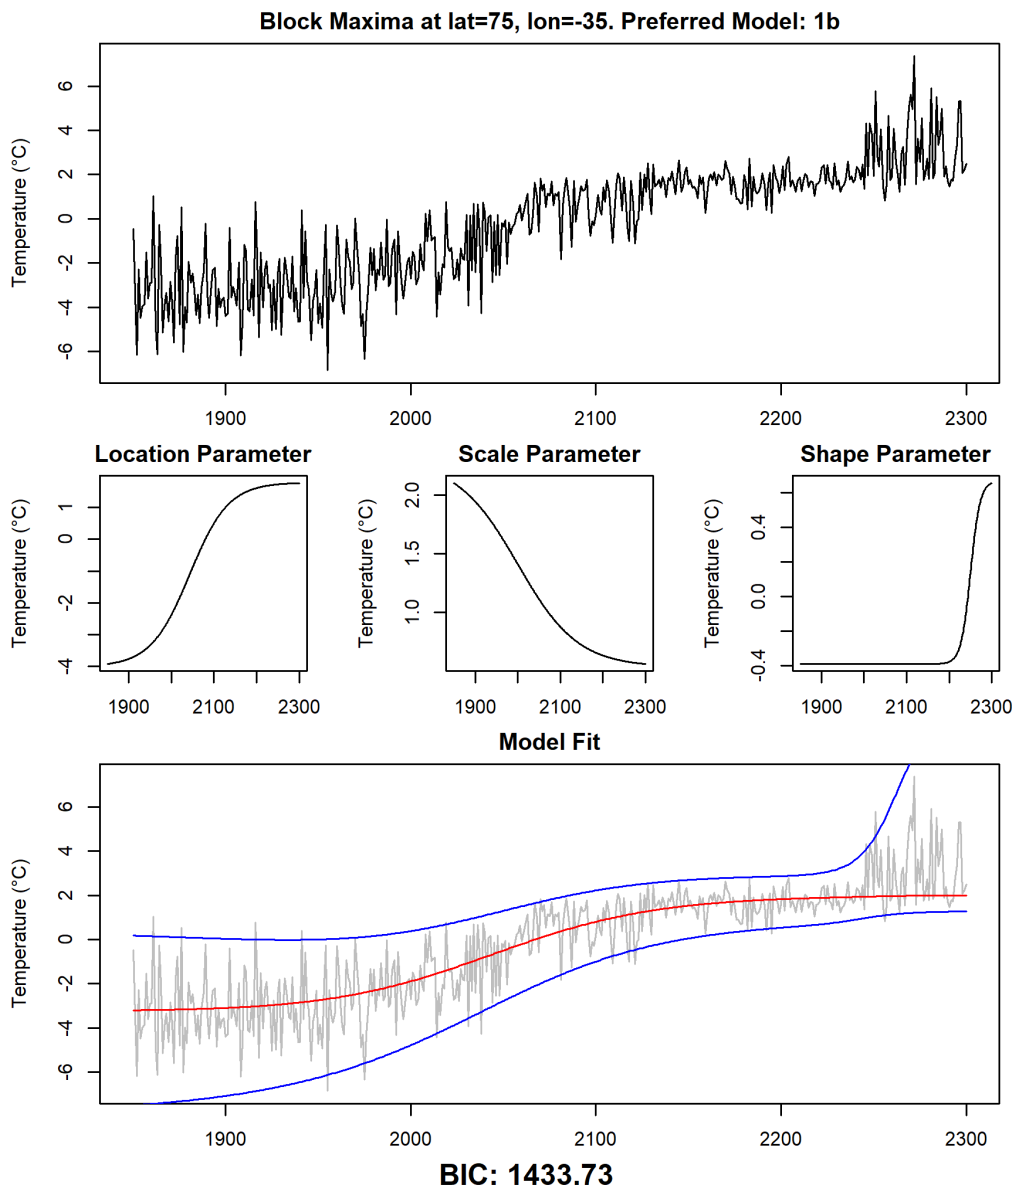 Block Maxima at lat=75, lon=-35. Preferred Model: 1b
Temperature (°C)
6
4
2
0
-2
-4
-6
1900 2000 2100 2200 2300
Location Parameter
Temperature (°C)
1
0
-2
-4
1900 2100 2300
Scale Parameter
Temperature (°C)
2.0
1.5
1.0
1900 2100 2300
Shape Parameter
Temperature (°C)
0.4
0.0
-0.4
1900 2100 2300
Model Fit
Temperature (°C)
6
4
2
0
-2
-4
-6
1900 2000 2100 2200 2300
BIC: 1433.73